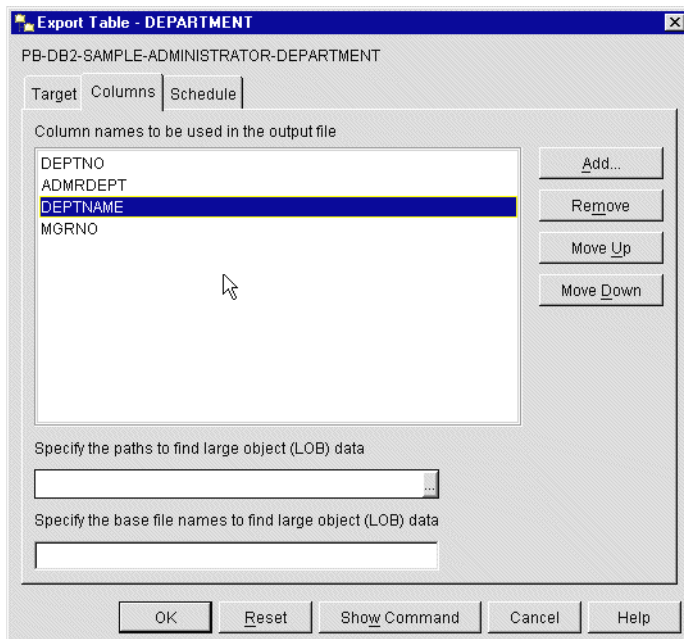 Export Table - DEPARTMENT
PB-DB2-SAMPLE-ADMINISTRATOR-DEPARTMENT
Target Columns Schedule
Column names to be used in the output file
DEPTNO
ADMRDEPT
DEPTNAME
MGRNO
Add...
Remove
Move Up
Move Down
Specify the paths to find large object (LOB) data
...
Specify the base file names to find large object (LOB) data
OK Reset Show Command Cancel Help